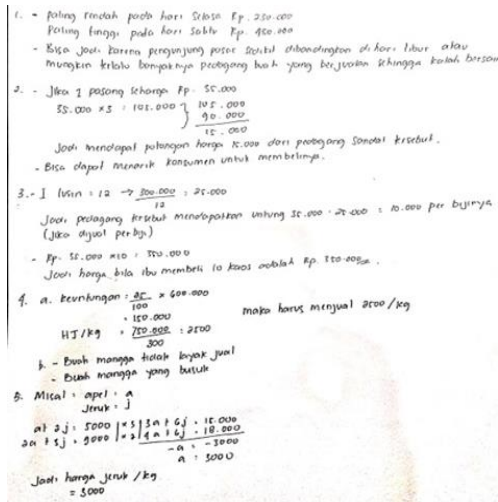 1. - Paling rendah pada hari Selasa Rp. 250.000
Paling tinggi pada hari Sabtu Rp. 450.000
- Bisa jadi karena pengunjung pasar sedikit dibandingkan di hari libur atau
mungkin terlalu banyaknya pedagang buah yang berjualan sehingga kalah bersain
2. - Jika 1 pasang seharga Rp. 35.000
35.000 x 3 : 105.000 } 105.000
90.000
15.000
Jadi mendapat potongan harga 15.000 dari pedagang sandal tersebut.
- Bisa dapat menarik konsumen untuk membelinya.
3. - 1 lusin : 12 → 300.000 : 25.000
12
Jadi pedagang tersebut mendapatkan untung 35.000 - 25.000 : 10.000 per bijinya
(jika dijual per biji)
- Rp. 35.000 x 10 : 350.000
Jadi harga bila ibu membeli 10 kaos adalah Rp. 350.000
4. a. keuntungan : 25 x 600.000
100
= 150.000
maka harus menjual 2500/kg
HJ/kg : 750.000 : 2500
300
b. - Buah mangga tidak layak jual
- Buah mangga yang busuk
5. Misal : apel : a
Jeruk : j
a+ 2j : 5000 | x 3 | 3a + 6j : 15.000
2a + 3j : 9000 | x 2 | 4a + 6j : 18.000
-a : -3000
a : 3000
Jadi harga jeruk /kg
= 3000